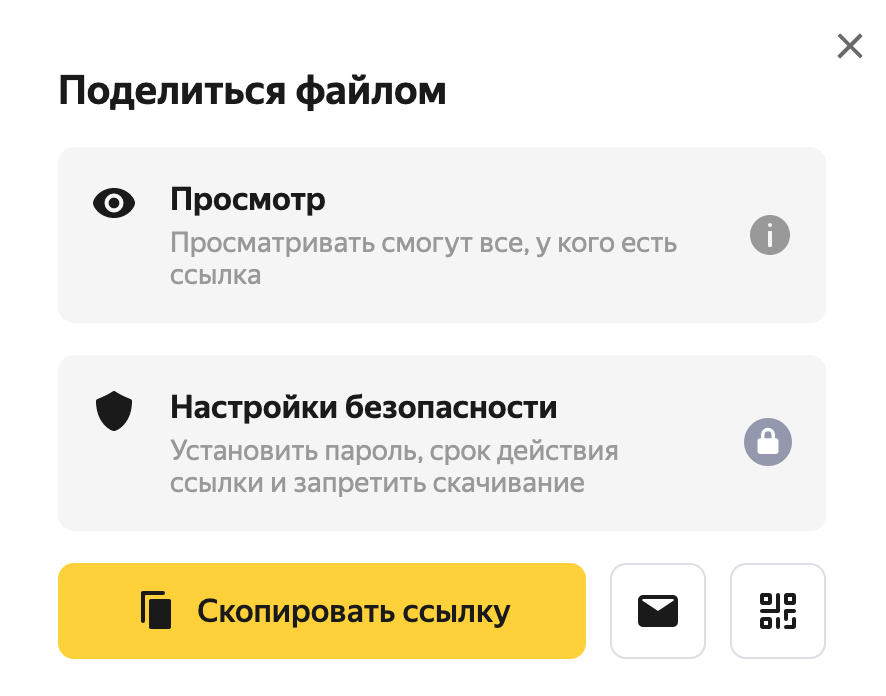 Поделиться файлом
Просмотр
Просматривать смогут все, у кого есть
ссылка
Настройки безопасности
Установить пароль, срок действия
ссылки и запретить скачивание
Скопировать ссылку